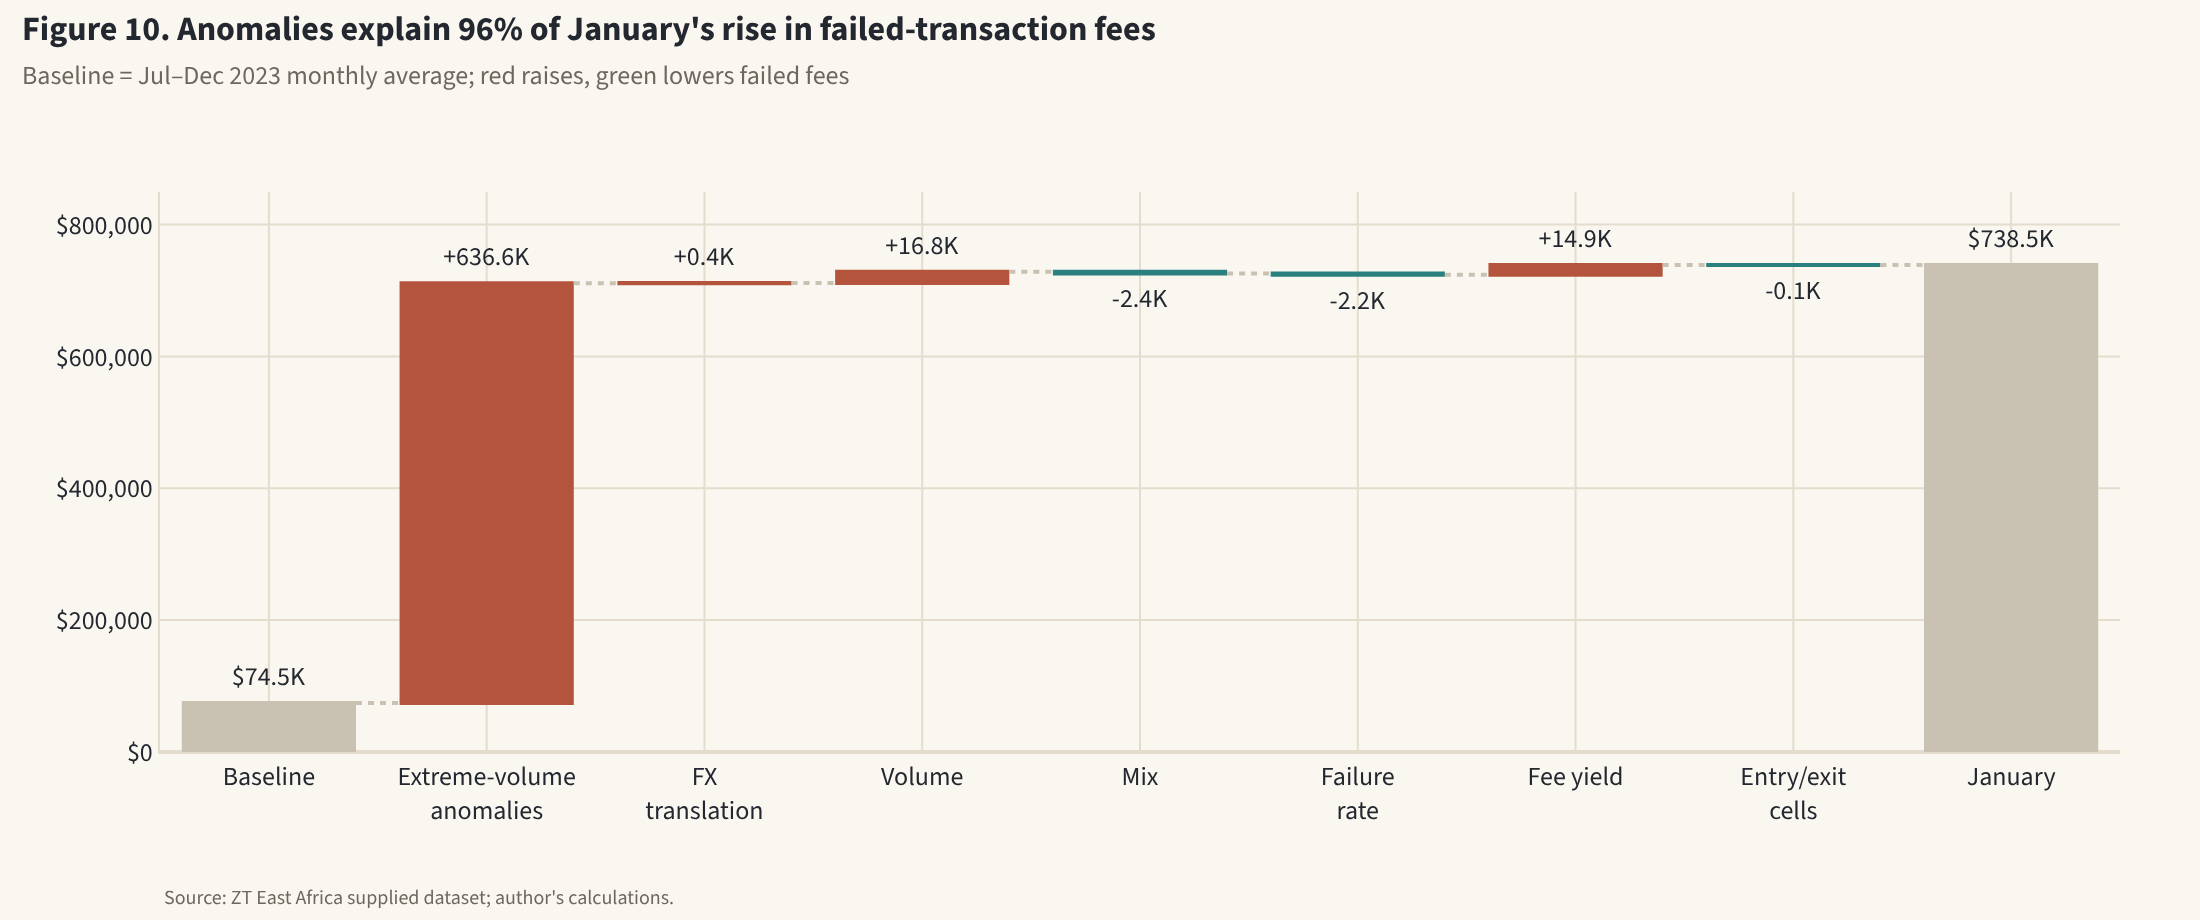 Figure 10. Anomalies explain 96% of January's rise in failed-transaction fees
Baseline = Jul–Dec 2023 monthly average; red raises, green lowers failed fees
$800,000
$600,000
$400,000
$200,000
$0
$74.5K
+636.6K
+0.4K
+16.8K
-2.4K
-2.2K
+14.9K
-0.1K
$738.5K
Baseline
Extreme-volume
anomalies
FX
translation
Volume
Mix
Failure
rate
Fee yield
Entry/exit
cells
January
Source: ZT East Africa supplied dataset; author's calculations.